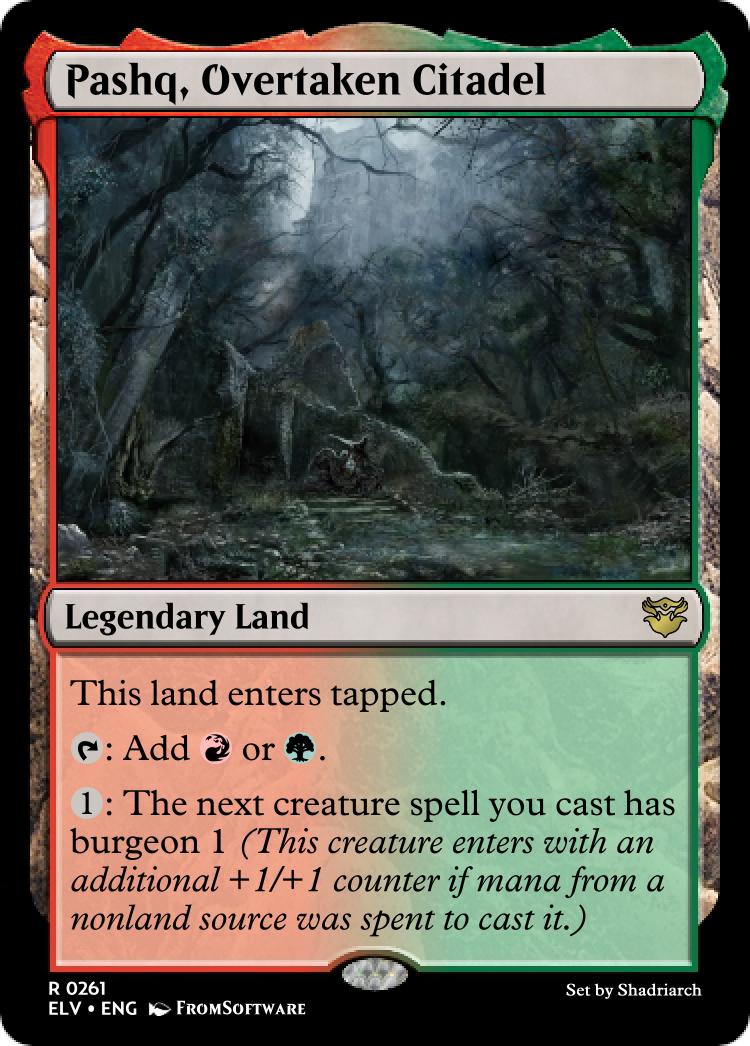 Pashq, Overtaken Citadel
Legendary Land
This land enters tapped.
: Add or .
1: The next creature spell you cast has
burgeon 1 (This creature enters with an
additional +1/+1 counter if mana from a
nonland source was spent to cast it.)
R 0261
ELV • ENG FROMSOFTWARE
Set by Shadriarch